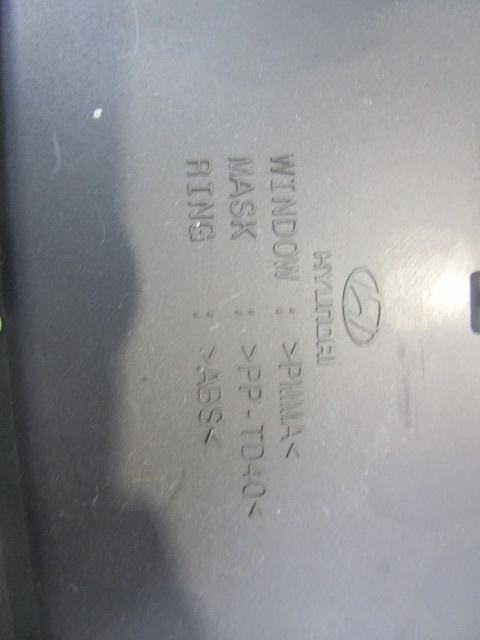 HYUNDAI
WINDOW : >PMMA<
MASK : >PP-TD40<
RING : >ABS<